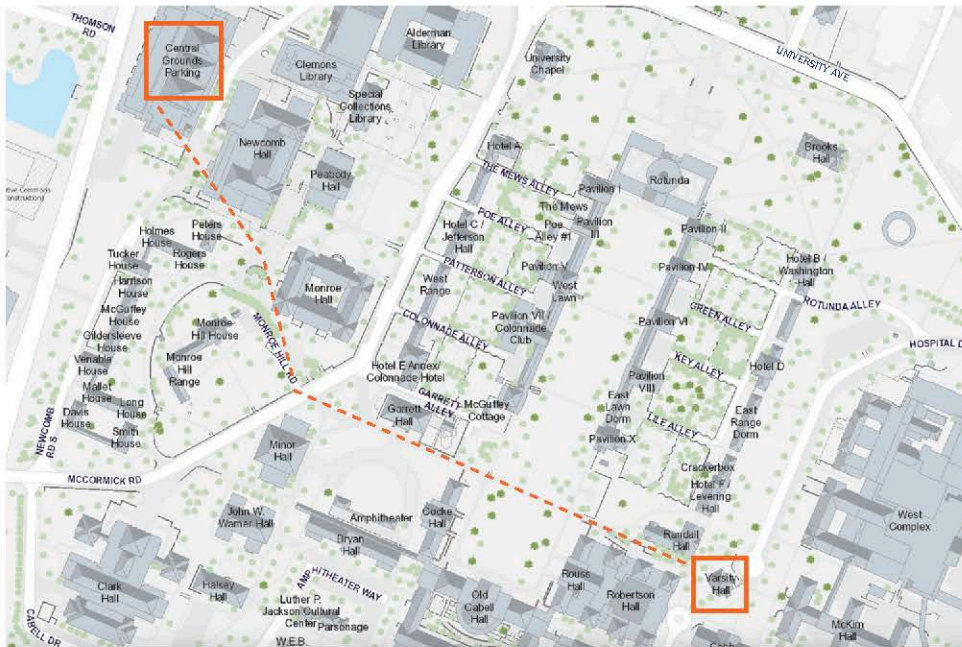 THOMSON
RD
Central
Grounds
Parking
Clemons
Library
Alderman
Library
University
Chapel
UNIVERSITY AVE
Special
Collections
Library
Newcomb
Hall
Peabody
Hall
Hotel A
THE MEWS ALLEY
Pavilion I
Rotunda
Brooks
Hall
The Mews
POE ALLEY
Poe
Alley #1
Pavilion
III
Pavilion II
Hotel C /
Jefferson
Hall
Peters
House
Holmes
House
Rogers
House
Tucker
House
Harrison
House
McGuffey
House
Gildersleeve
House
Venable
House
Mallet
House
Long
House
Davis
House
Smith
House
Monroe
Hill House
Monroe
Hill
Range
MONROE HILL RD
Monroe
Hall
West
Range
PATTERSON ALLEY
Pavilion V
West
Lawn
Pavilion IV
Hotel B /
Washington
Hall
ROTUNDA ALLEY
COLONNADE ALLEY
Pavilion VII /
Colonnade
Club
Pavilion VI
GREEN ALLEY
HOSPITAL D
Hotel E Annex/
Colonnade Hotel
Pavilion
VIII
KEY ALLEY
Hotel D
GARRETT
ALLEY
McGuffey
Cottage
Garrett
Hall
East
Lawn
Dorm
LILE ALLEY
East
Range
Dorm
Pavilion X
NEWCOMB
RD S
MCCORMICK RD
Minor
Hall
Crackerbox
Hotel F /
Levering
Hall
West
Complex
John W.
Warner Hall
Amphitheater
Cocke
Hall
Bryan
Hall
Randall
Hall
Varsity
Hall
Rouss
Hall
Robertson
Hall
AMPHITHEATER WAY
Clark
Hall
Halsey
Hall
Luther P.
Jackson Cultural
Center
Parsonage
Old
Cabell
Hall
McKim
Hall
CABELL DR
W.E.B.